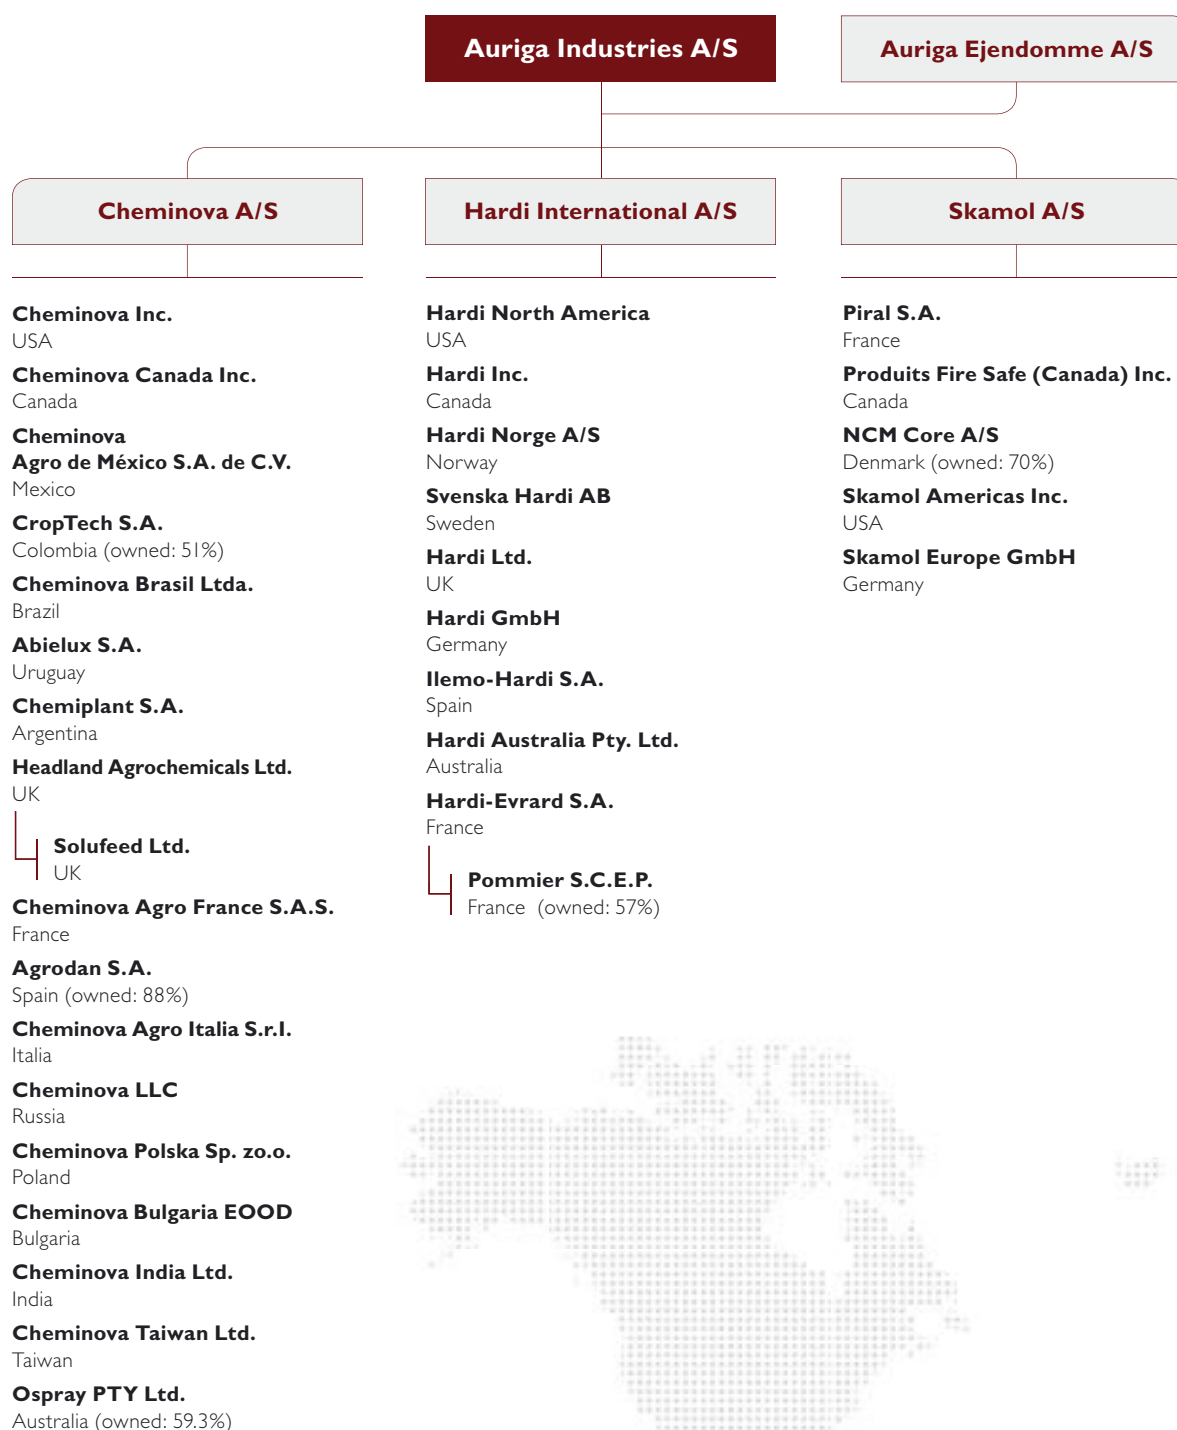 Auriga Industries A/S
Auriga Ejendomme A/S
Cheminova A/S
Hardi International A/S
Skamol A/S
Cheminova Inc.
USA
Cheminova Canada Inc.
Canada
Cheminova
Agro de México S.A. de C.V.
Mexico
CropTech S.A.
Colombia (owned: 51%)
Cheminova Brasil Ltda.
Brazil
Abielux S.A.
Uruguay
Chemiplant S.A.
Argentina
Headland Agrochemicals Ltd.
UK
Solufeed Ltd.
UK
Cheminova Agro France S.A.S.
France
Agrodan S.A.
Spain (owned: 88%)
Cheminova Agro Italia S.r.l.
Italia
Cheminova LLC
Russia
Cheminova Polska Sp. zo.o.
Poland
Cheminova Bulgaria EOOD
Bulgaria
Cheminova India Ltd.
India
Cheminova Taiwan Ltd.
Taiwan
Ospray PTY Ltd.
Australia (owned: 59.3%)
Hardi North America
USA
Hardi Inc.
Canada
Hardi Norge A/S
Norway
Svenska Hardi AB
Sweden
Hardi Ltd.
UK
Hardi GmbH
Germany
Ilemo-Hardi S.A.
Spain
Hardi Australia Pty. Ltd.
Australia
Hardi-Evrard S.A.
France
Pommier S.C.E.P.
France (owned: 57%)
Piral S.A.
France
Produits Fire Safe (Canada) Inc.
Canada
NCM Core A/S
Denmark (owned: 70%)
Skamol Americas Inc.
USA
Skamol Europe GmbH
Germany